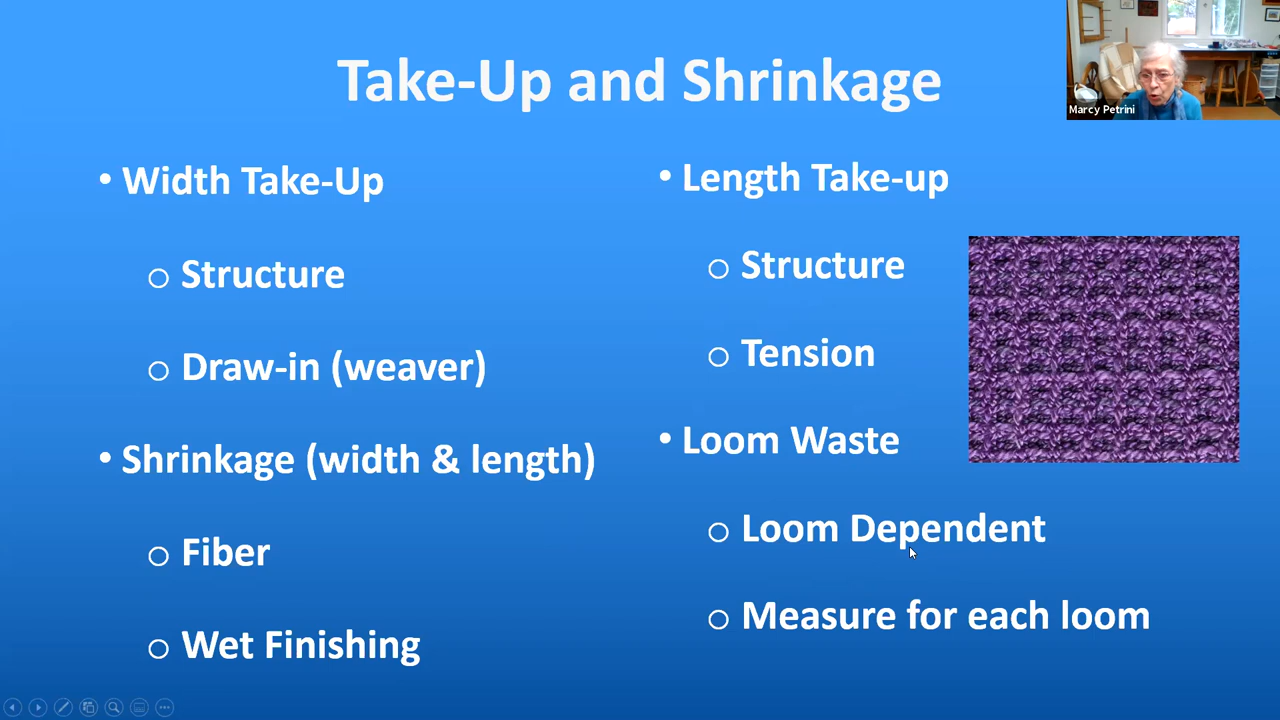 Take-Up and Shrinkage
Marcy Petrini
• Width Take-Up
o Structure
o Draw-in (weaver)
• Shrinkage (width & length)
o Fiber
o Wet Finishing
• Length Take-up
o Structure
o Tension
• Loom Waste
o Loom Dependent
o Measure for each loom